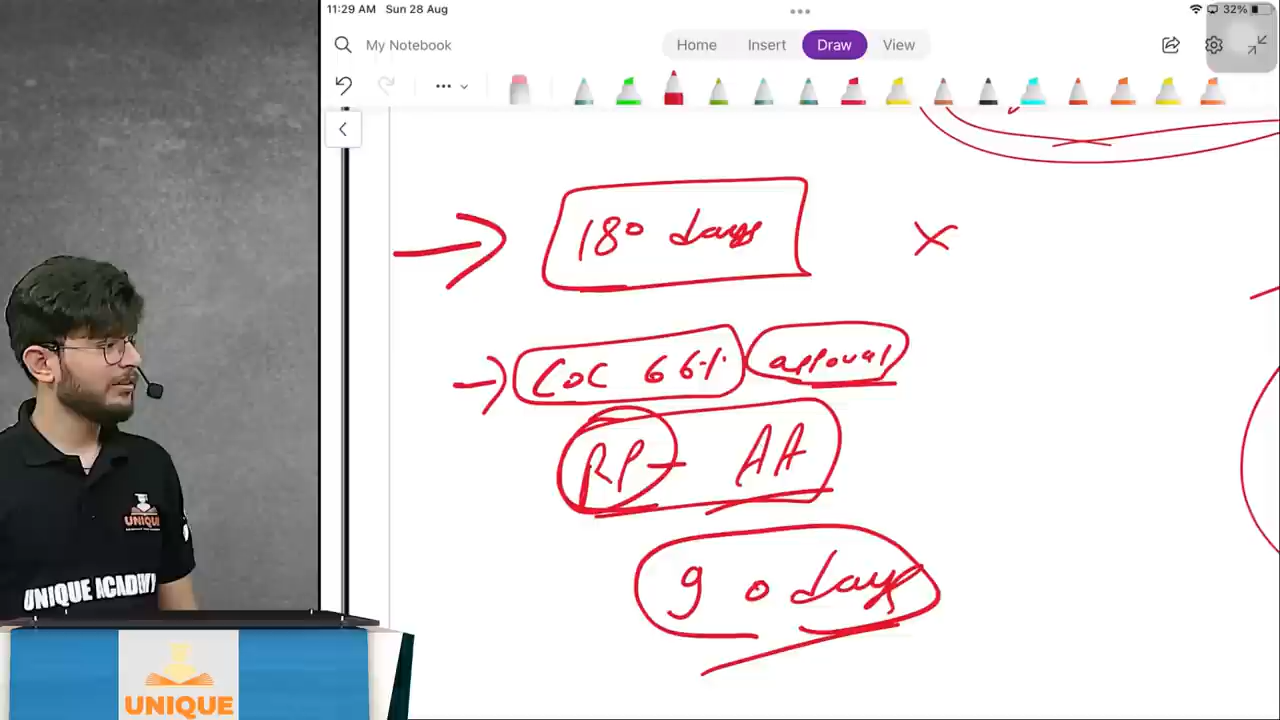 11:29 AM Sun 28 Aug
32%
My Notebook
Home Insert Draw View
180 days ×
CoC 66% approval
RP - AA
90 days
UNIQUE
UNIQUE ACADEMY
UNIQUE